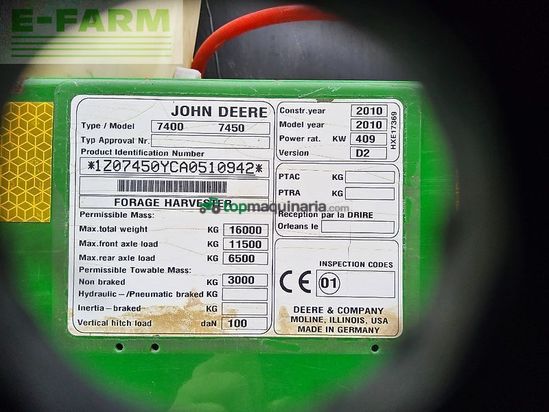 E-FARM
JOHN DEERE
Type / Model 7400 7450
Typ Approval Nr.
Product Identification Number
*1Z07450YCA0510942*
FORAGE HARVESTER
Permissible Mass:
Max.total weight KG 16000
Max.front axle load KG 11500
Max.rear axle load KG 6500
Permissible Towable Mass:
Non braked KG 3000
Hydraulic-/Pneumatic braked KG
Inertia-braked KG
Vertical hitch load daN 100
Constr.year 2010
Model year 2010
Power rat. KW 409
Version D2
HXE17369
PTAC KG
PTRA KG
topmaquinaria.com
Reception par la DRIRE
Orleans le
INSPECTION CODES
CE 01
DEERE & COMPANY
MOLINE, ILLINOIS, USA
MADE IN GERMANY